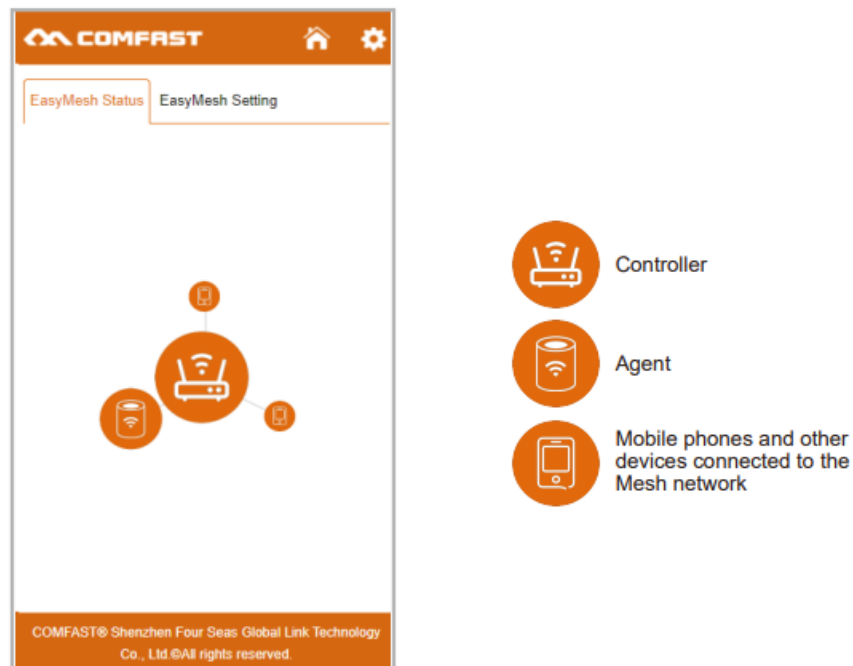 COMFAST
EasyMesh Status
EasyMesh Setting
COMFAST® Shenzhen Four Seas Global Link Technology
Co., Ltd.©All rights reserved.
Controller
Agent
Mobile phones and other
devices connected to the
Mesh network